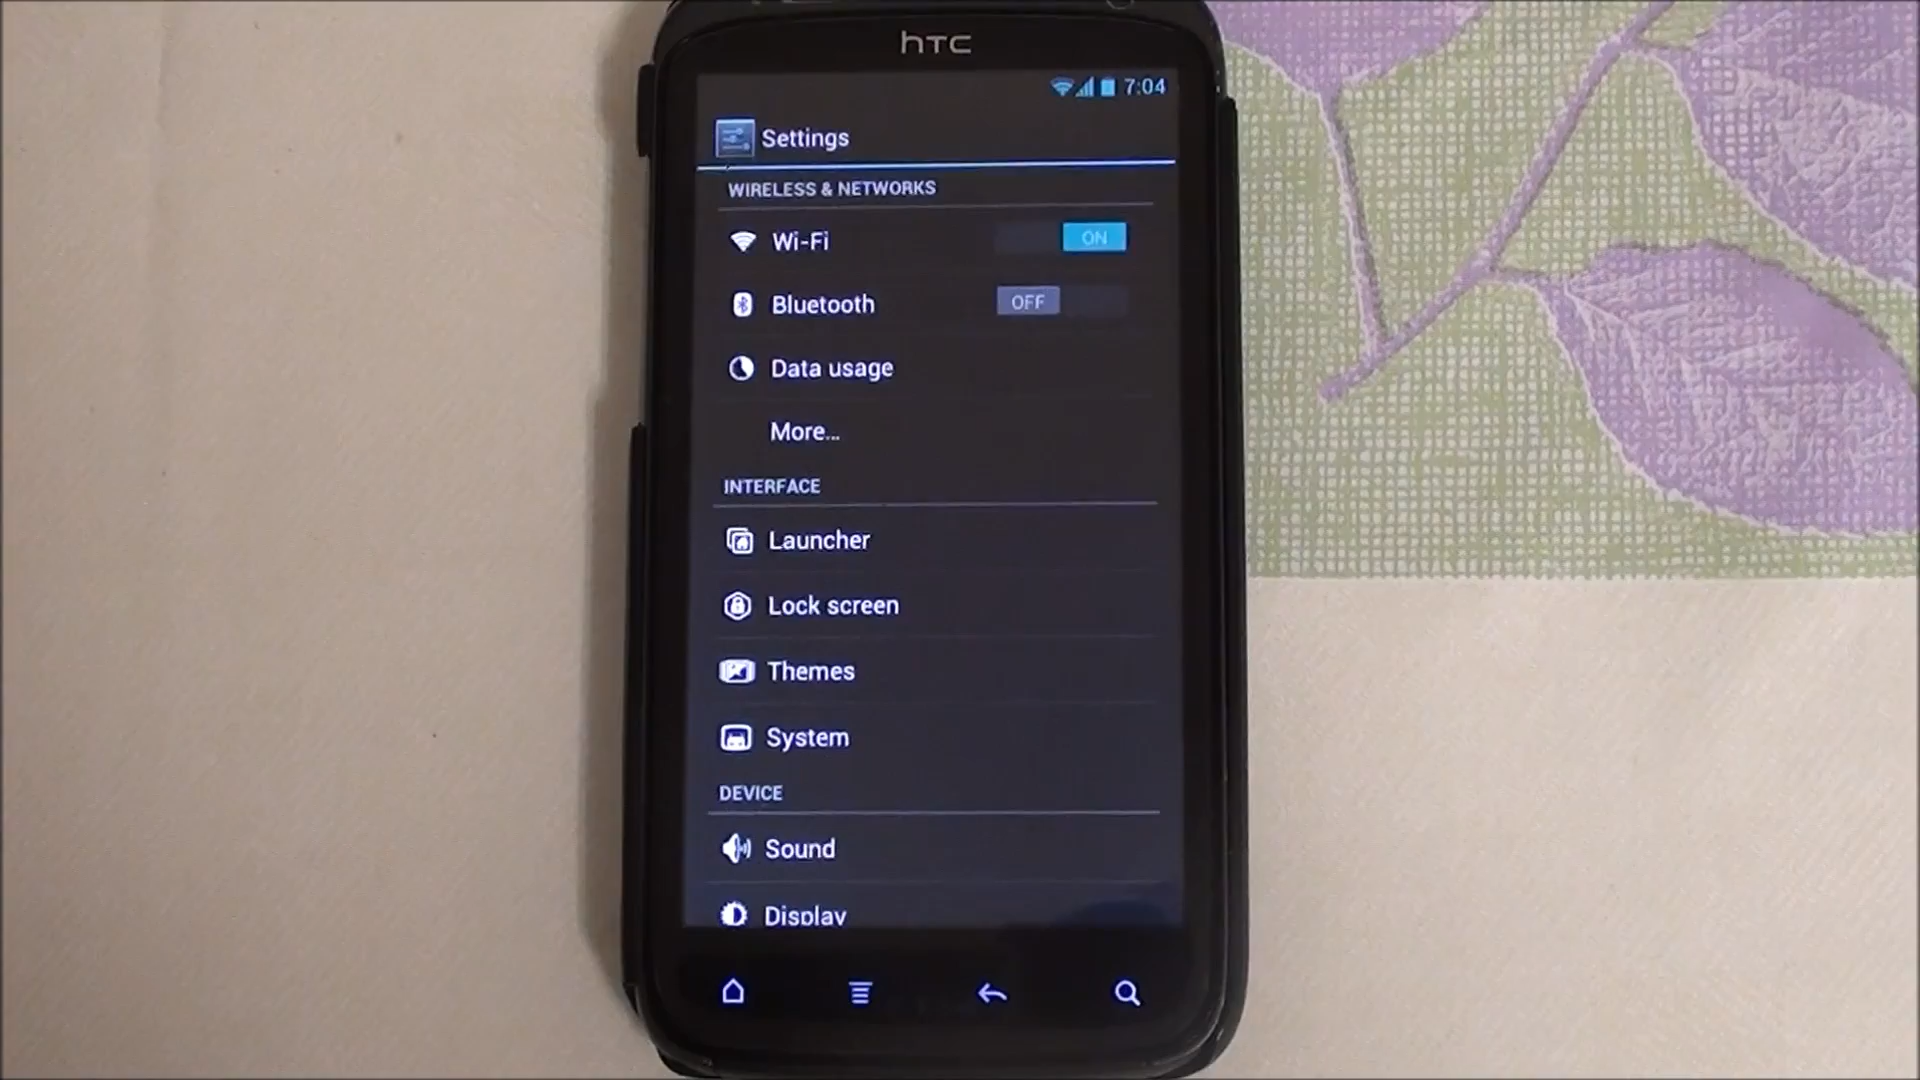 hTC
7:04
Settings
WIRELESS & NETWORKS
Wi-Fi
ON
Bluetooth
OFF
Data usage
More...
INTERFACE
Launcher
Lock screen
Themes
System
DEVICE
Sound
Display